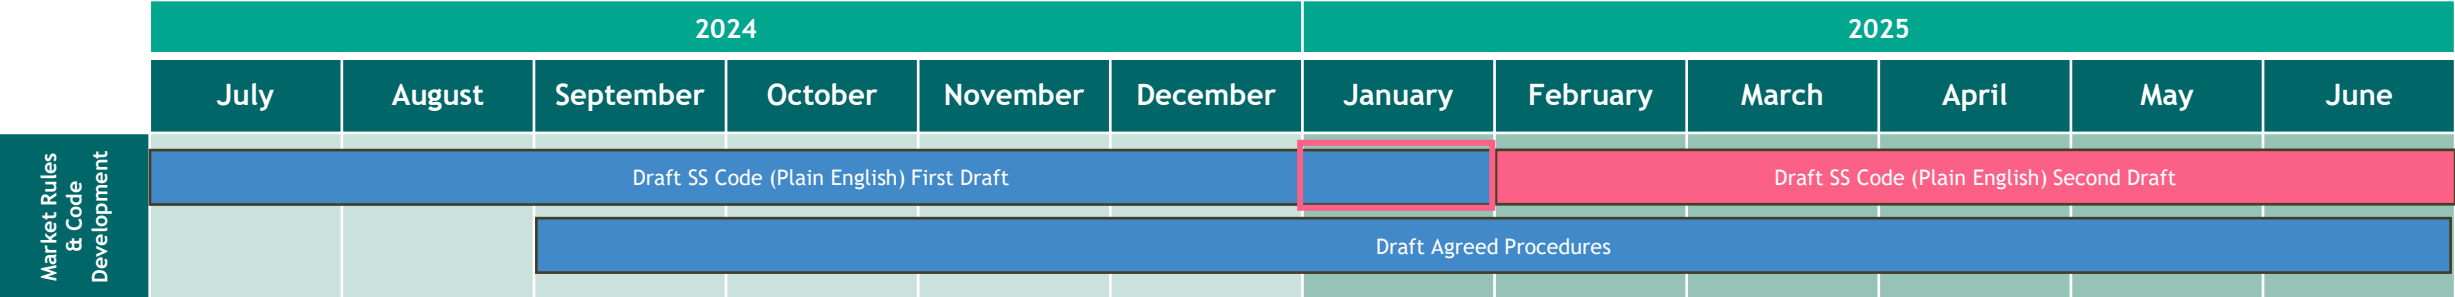 2024
2025
July
August
September
October
November
December
January
February
March
April
May
June
Market Rules
& Code
Development
Draft SS Code (Plain English) First Draft
Draft SS Code (Plain English) Second Draft
Draft Agreed Procedures